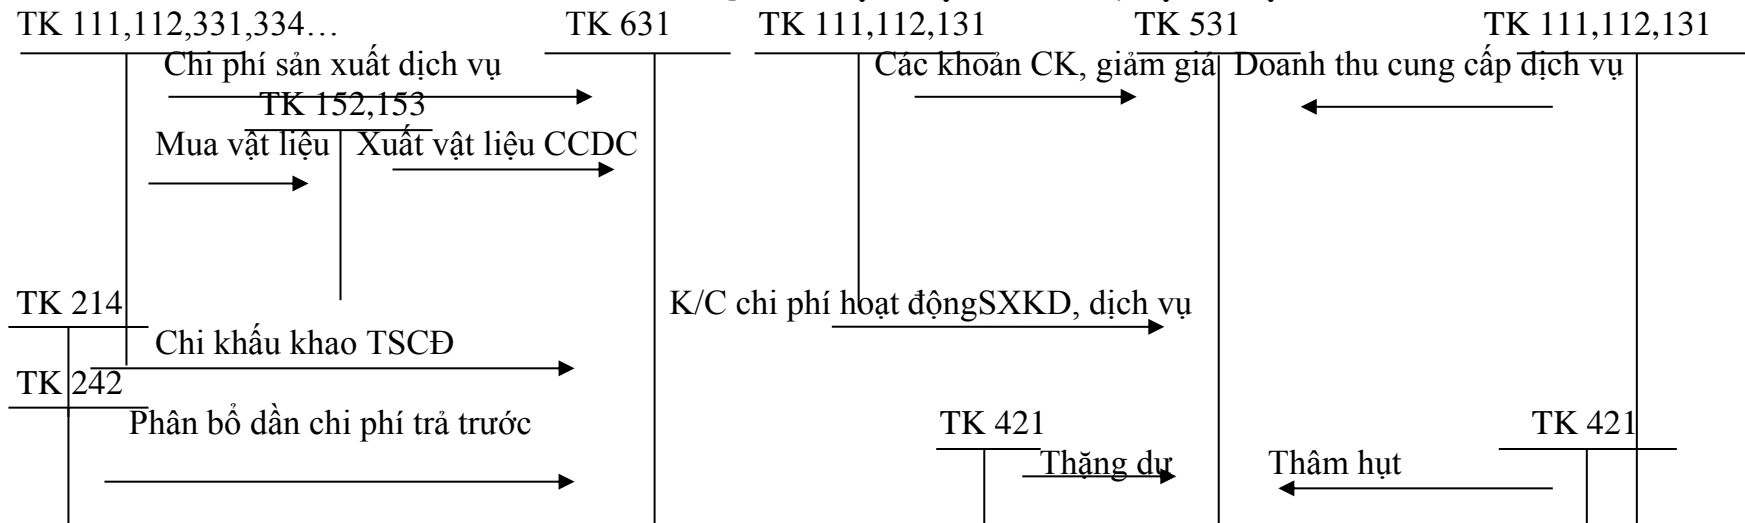 TK 111,112,331,334…
TK 631
TK 111,112,131
TK 531
TK 111,112,131
Chi phí sản xuất dịch vụ
Các khoản CK, giảm giá
Doanh thu cung cấp dịch vụ
TK 152,153
Mua vật liệu
Xuất vật liệu CCDC
TK 214
K/C chi phí hoạt độngSXKD, dịch vụ
Chi khấu khao TSCĐ
TK 242
Phân bổ dần chi phí trả trước
TK 421
TK 421
Thặng dư
Thâm hụt